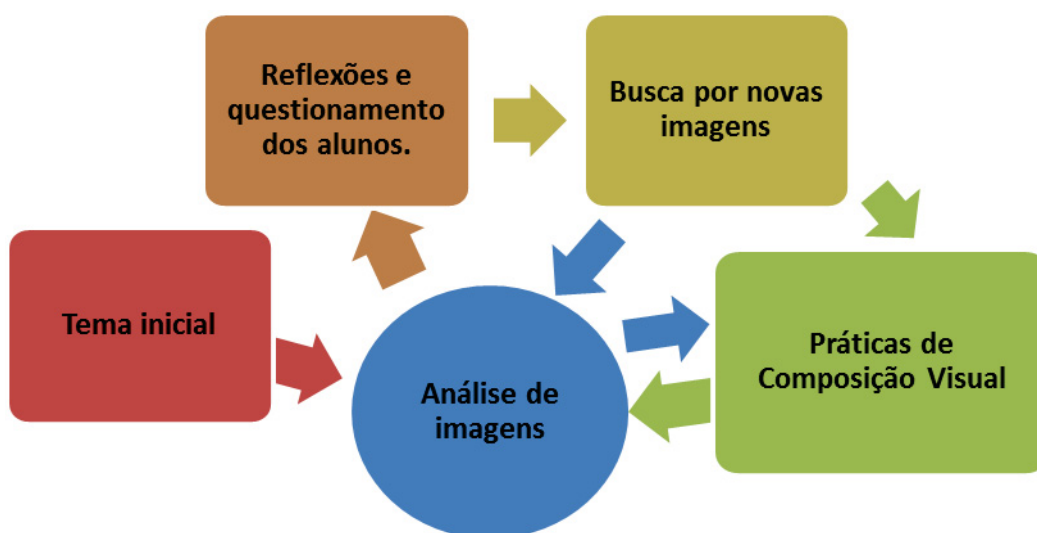 Reflexões e
questionamento
dos alunos.
Busca por novas
imagens
Tema inicial
Análise de
imagens
Práticas de
Composição Visual